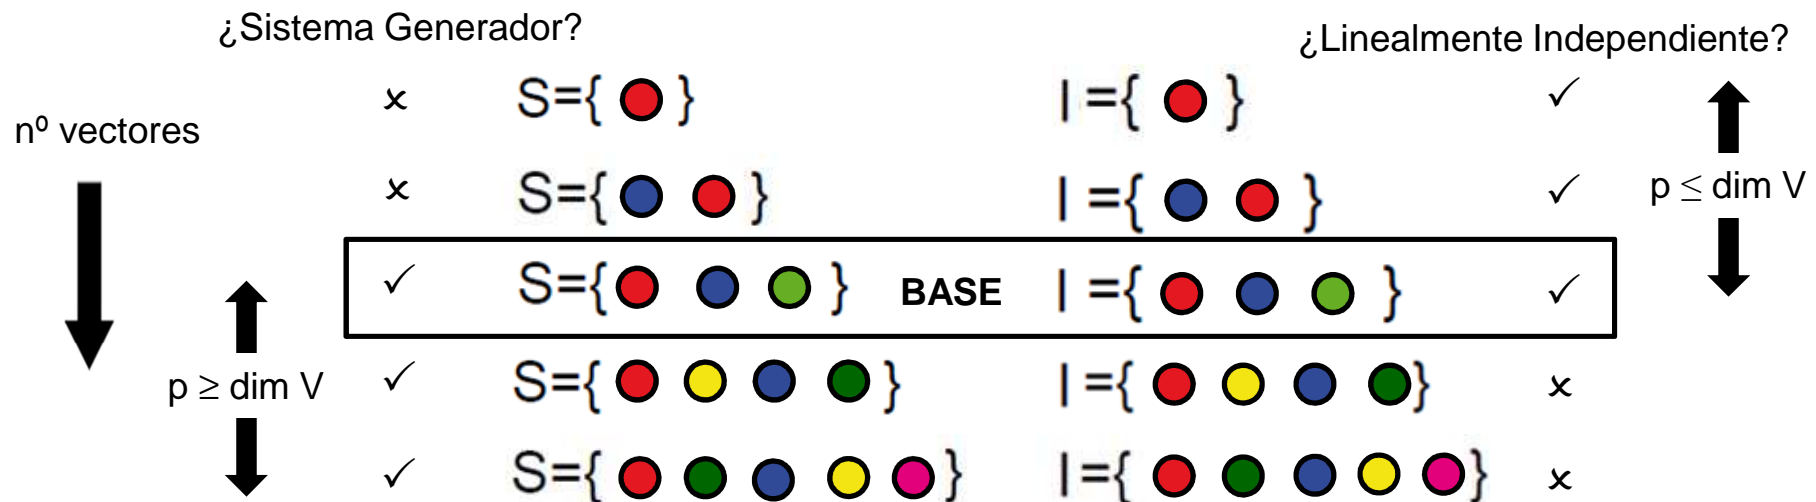 ¿Sistema Generador?
¿Linealmente Independiente?
nº vectores
× S={ } I ={ } ✓
× S={ } I ={ } ✓
p ≤ dim V
✓ S={ } BASE I ={ } ✓
p ≥ dim V
✓ S={ } I ={ } ×
✓ S={ } I ={ } ×